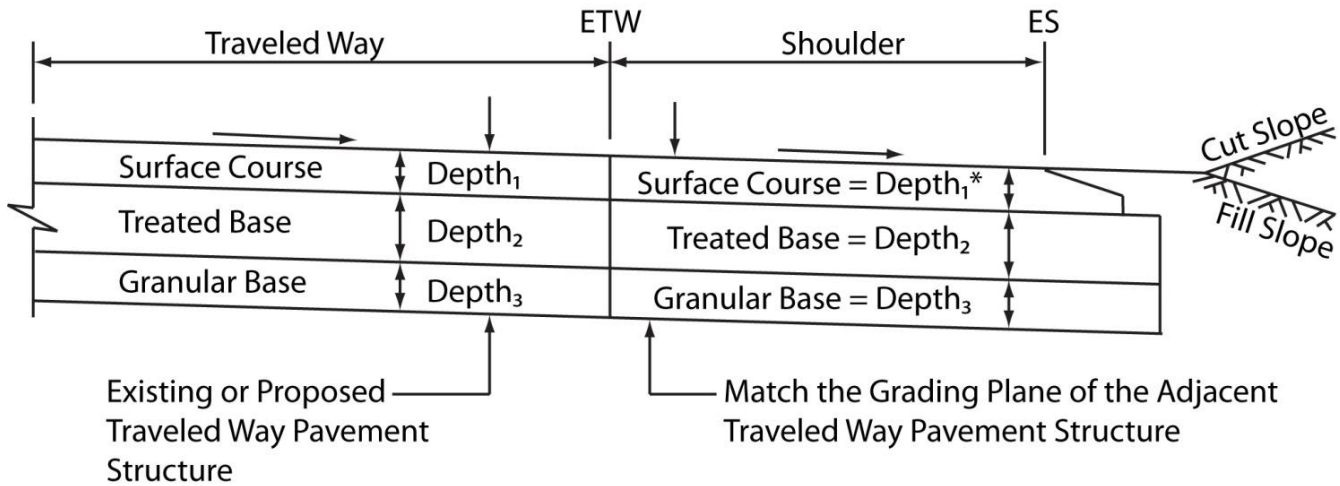 ETW
ES
Traveled Way
Shoulder
Cut Slope
Fill Slope
Surface Course
Depth₁
Surface Course = Depth₁*
Treated Base
Depth₂
Treated Base = Depth₂
Granular Base
Depth₃
Granular Base = Depth₃
Existing or Proposed
Traveled Way Pavement
Structure
Match the Grading Plane of the Adjacent
Traveled Way Pavement Structure